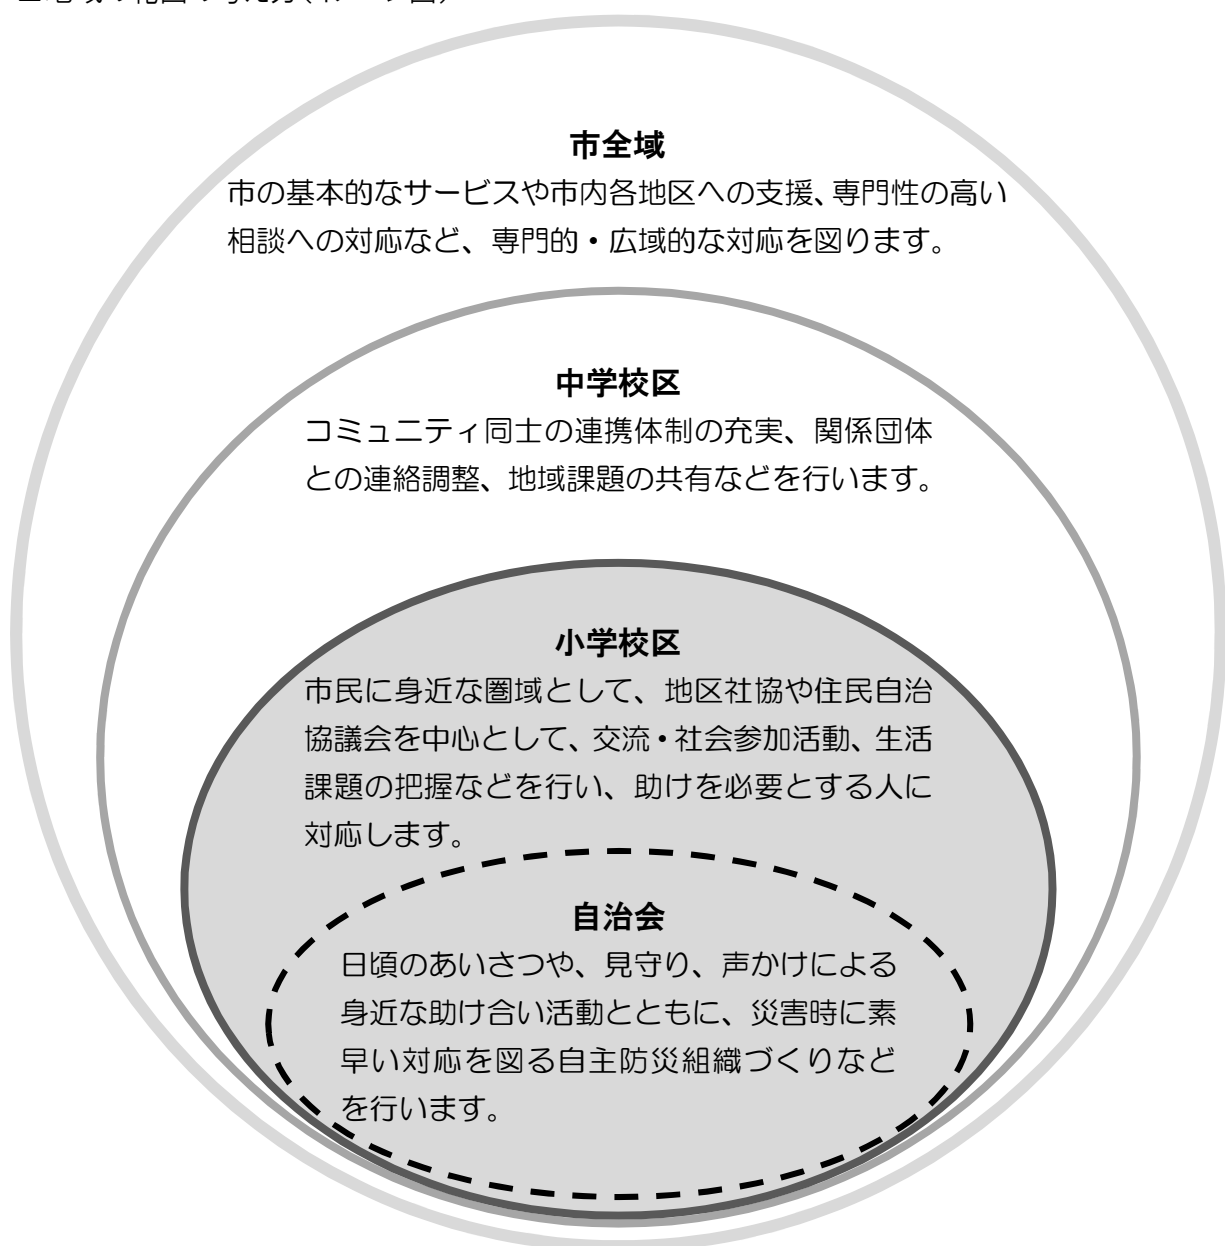 市全域
市の基本的なサービスや市内各地区への支援、専門性の高い
相談への対応など、専門的・広域的な対応を図ります。
中学校区
コミュニティ同士の連携体制の充実、関係団体
との連絡調整、地域課題の共有などを行います。
小学校区
市民に身近な圏域として、地区社協や住民自治
協議会を中心として、交流・社会参加活動、生活
課題の把握などを行い、助けを必要とする人に
対応します。
自治会
日頃のあいさつや、見守り、声かけによる
身近な助け合い活動とともに、災害時に素
早い対応を図る自主防災組織づくりなど
を行います。